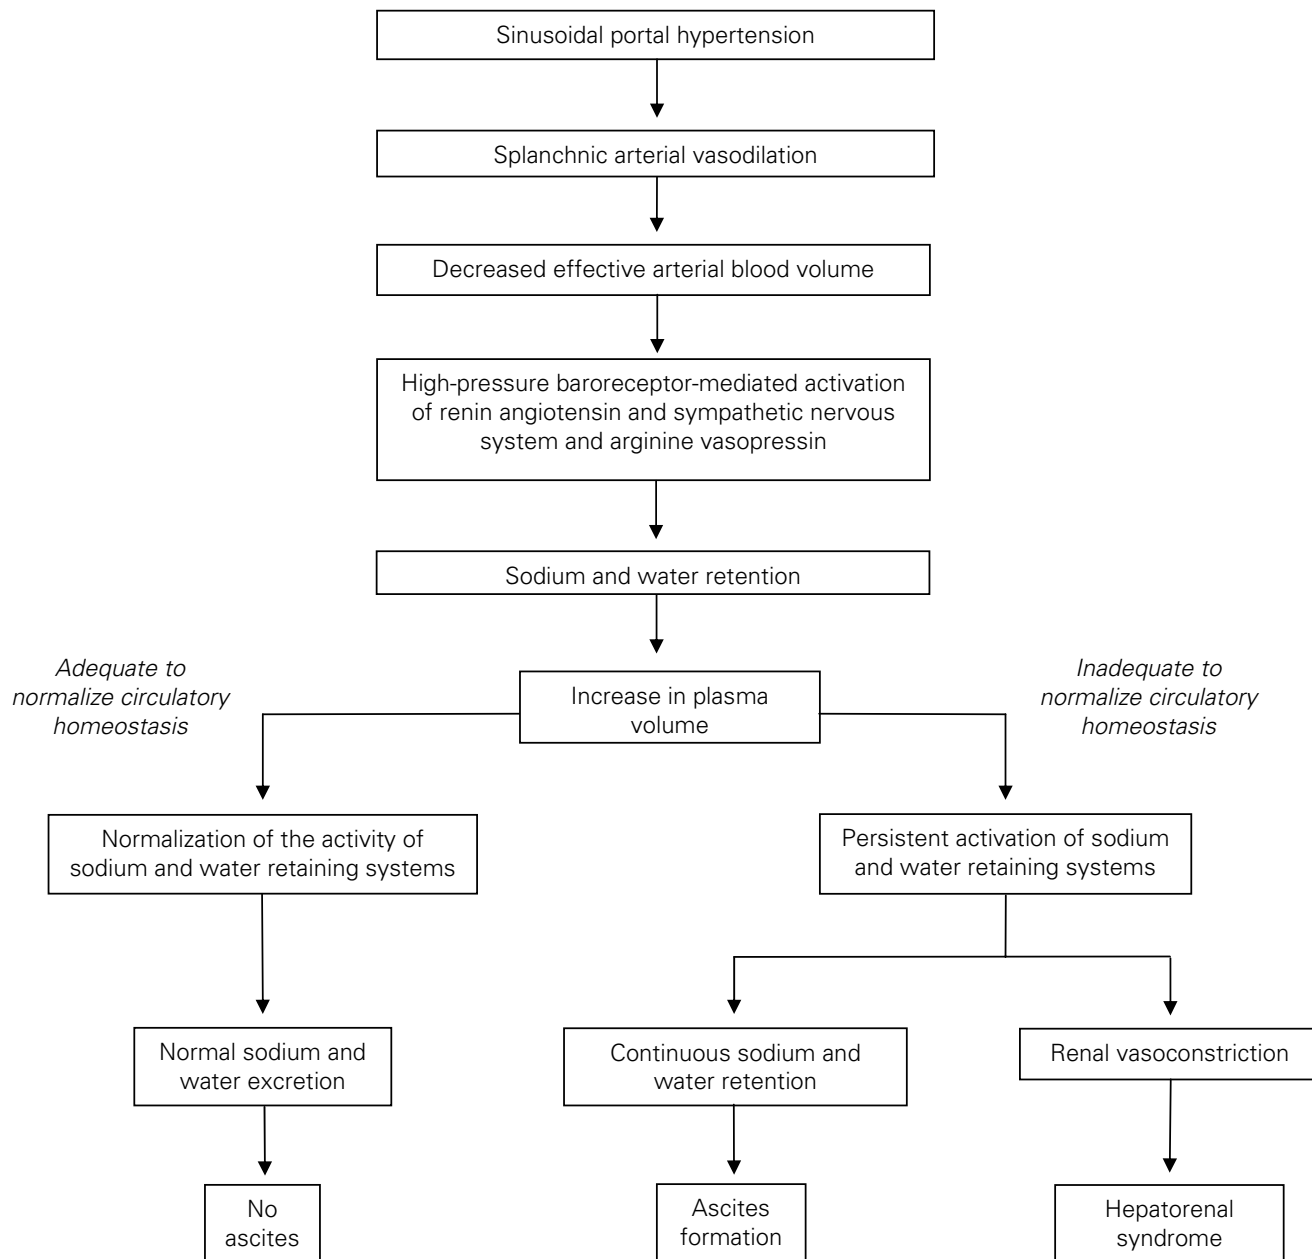 Sinusoidal portal hypertension
Splanchnic arterial vasodilation
Decreased effective arterial blood volume
High-pressure baroreceptor-mediated activation
of renin angiotensin and sympathetic nervous
system and arginine vasopressin
Sodium and water retention
Adequate to
normalize circulatory
homeostasis
Increase in plasma
volume
Inadequate to
normalize circulatory
homeostasis
Normalization of the activity of
sodium and water retaining systems
Persistent activation of sodium
and water retaining systems
Normal sodium and
water excretion
Continuous sodium and
water retention
Renal vasoconstriction
No
ascites
Ascites
formation
Hepatorenal
syndrome